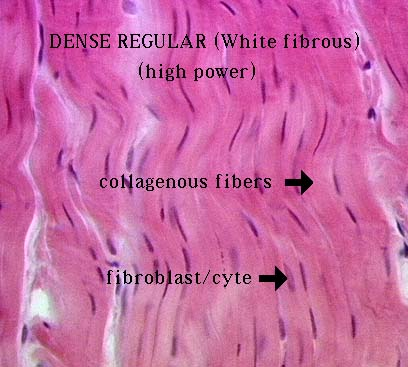 DENSE REGULAR (White fibrous)
(high power)
collagenous fibers
fibroblast/cyte